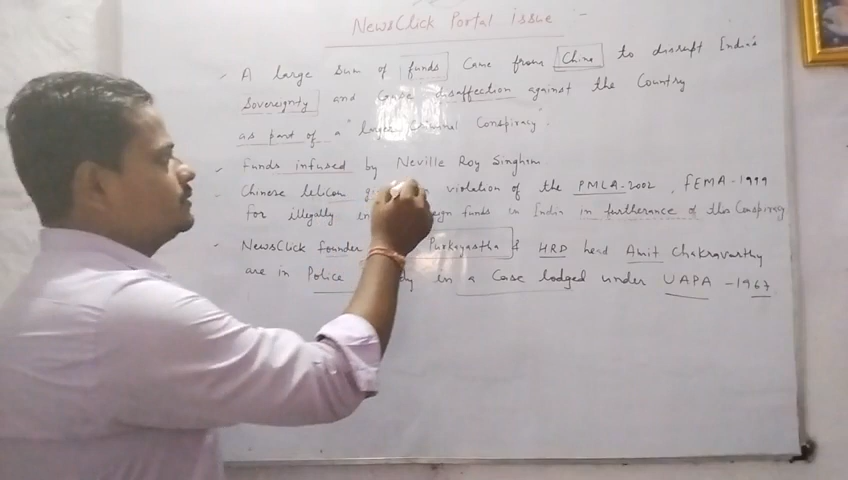 NewsClick Portal issue :-
A large sum of funds Came from China to disrupt India's
Sovereignty and Cause disaffection against the Country
as part of a "larger Criminal Conspiracy".
Funds infused by Neville Roy Singham
Chinese telecom violation of the PMLA-2002, FEMA-1999
for illegally funds in India in furtherance of this Conspiracy
NewsClick founder Purkayastha & HRD head Amit Chakravarthy
are in Police in a Case lodged under UAPA -1967